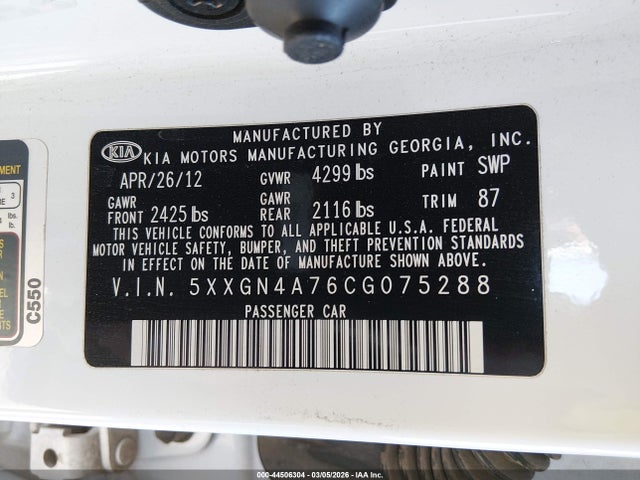 MANUFACTURED BY
KIA KIA MOTORS MANUFACTURING GEORGIA, INC.
APR/26/12 GVWR 4299 lbs PAINT SWP
GAWR FRONT 2425 lbs GAWR REAR 2116 lbs TRIM 87
THIS VEHICLE CONFORMS TO ALL APPLICABLE U.S.A. FEDERAL
MOTOR VEHICLE SAFETY, BUMPER, AND THEFT PREVENTION STANDARDS
IN EFFECT ON THE DATE OF MANUFACTURE SHOWN ABOVE.
V.I.N. 5XXGN4A76CG075288
PASSENGER CAR
C550
000-44506304 - 03/05/2026 - IAA Inc.